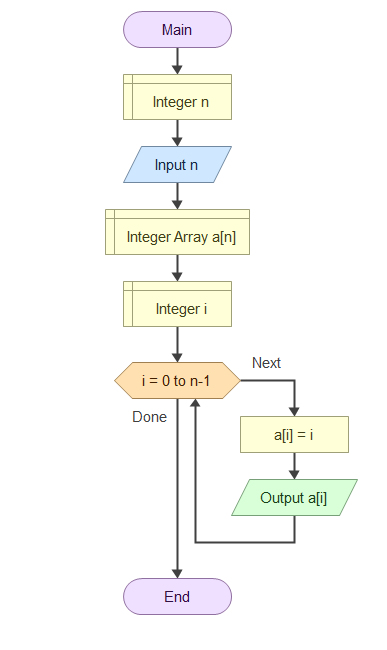 Main
Integer n
Input n
Integer Array a[n]
Integer i
i = 0 to n-1
Next
Done
a[i] = i
Output a[i]
End